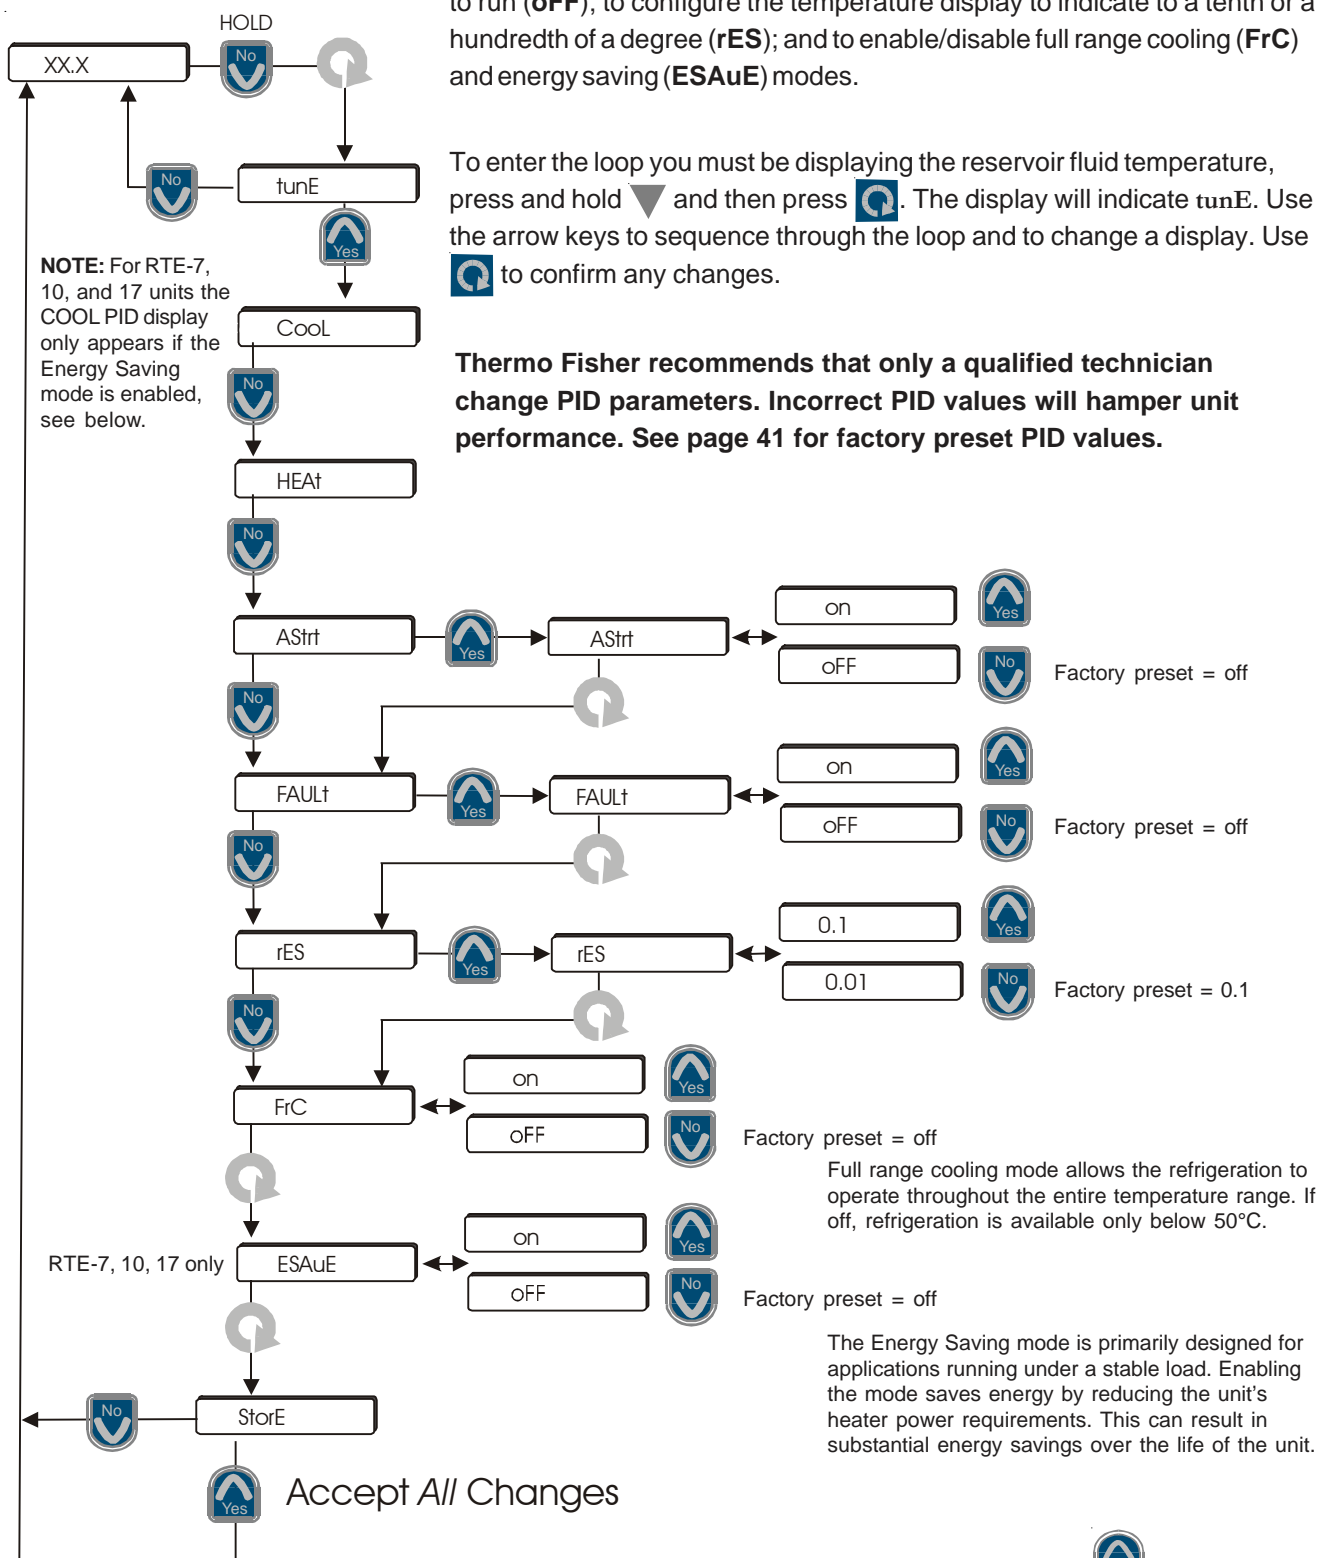 to run (oFF); to configure the temperature display to indicate to a tenth or a
hundredth of a degree (rES); and to enable/disable full range cooling (FrC)
and energy saving (ESAuE) modes.
HOLD
XX.X
No
To enter the loop you must be displaying the reservoir fluid temperature,
press and hold and then press . The display will indicate tunE. Use
the arrow keys to sequence through the loop and to change a display. Use
to confirm any changes.
No
tunE
Yes
NOTE: For RTE-7,
10, and 17 units the
COOL PID display
only appears if the
Energy Saving
mode is enabled,
see below.
CooL
No
Thermo Fisher recommends that only a qualified technician
change PID parameters. Incorrect PID values will hamper unit
performance. See page 41 for factory preset PID values.
HEAt
No
AStrt
Yes
AStrt
on
Yes
oFF
No
Factory preset = off
No
FAULt
Yes
FAULt
on
Yes
oFF
No
Factory preset = off
No
rES
Yes
rES
0.1
Yes
0.01
No
Factory preset = 0.1
No
FrC
on
Yes
oFF
No
Factory preset = off
Full range cooling mode allows the refrigeration to
operate throughout the entire temperature range. If
off, refrigeration is available only below 50°C.
RTE-7, 10, 17 only
ESAuE
on
Yes
oFF
No
Factory preset = off
The Energy Saving mode is primarily designed for
applications running under a stable load. Enabling
the mode saves energy by reducing the unit's
heater power requirements. This can result in
substantial energy savings over the life of the unit.
No
StorE
Yes
Accept All Changes